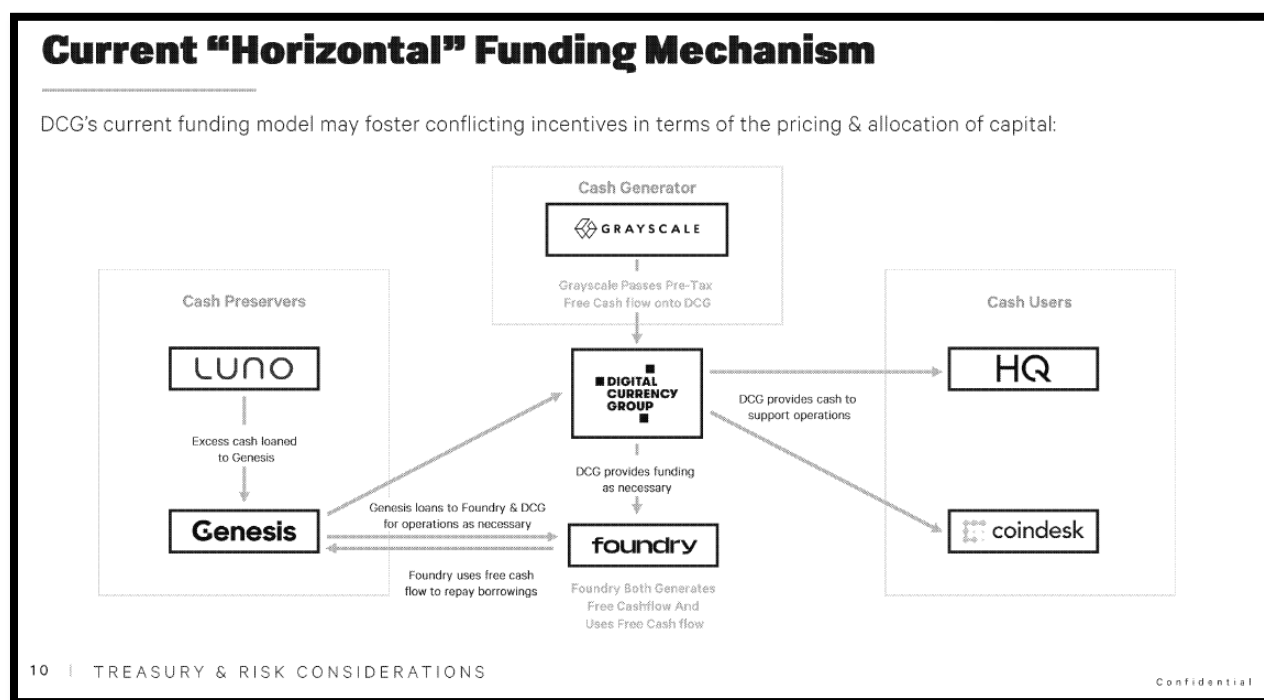 Current “Horizontal” Funding Mechanism
DCG's current funding model may foster conflicting incentives in terms of the pricing & allocation of capital:
Cash Generator
GRAYSCALE
Grayscale Passes Pre-Tax
Free Cash flow onto DCG
Cash Preservers
LUNO
Excess cash loaned
to Genesis
Genesis
DIGITAL
CURRENCY
GROUP
DCG provides funding
as necessary
Genesis loans to Foundry & DCG
for operations as necessary
foundry
Foundry uses free cash
flow to repay borrowings
Foundry Both Generates
Free Cashflow And
Uses Free Cash flow
Cash Users
HQ
DCG provides cash to
support operations
coindesk
10 | TREASURY & RISK CONSIDERATIONS
Confidential